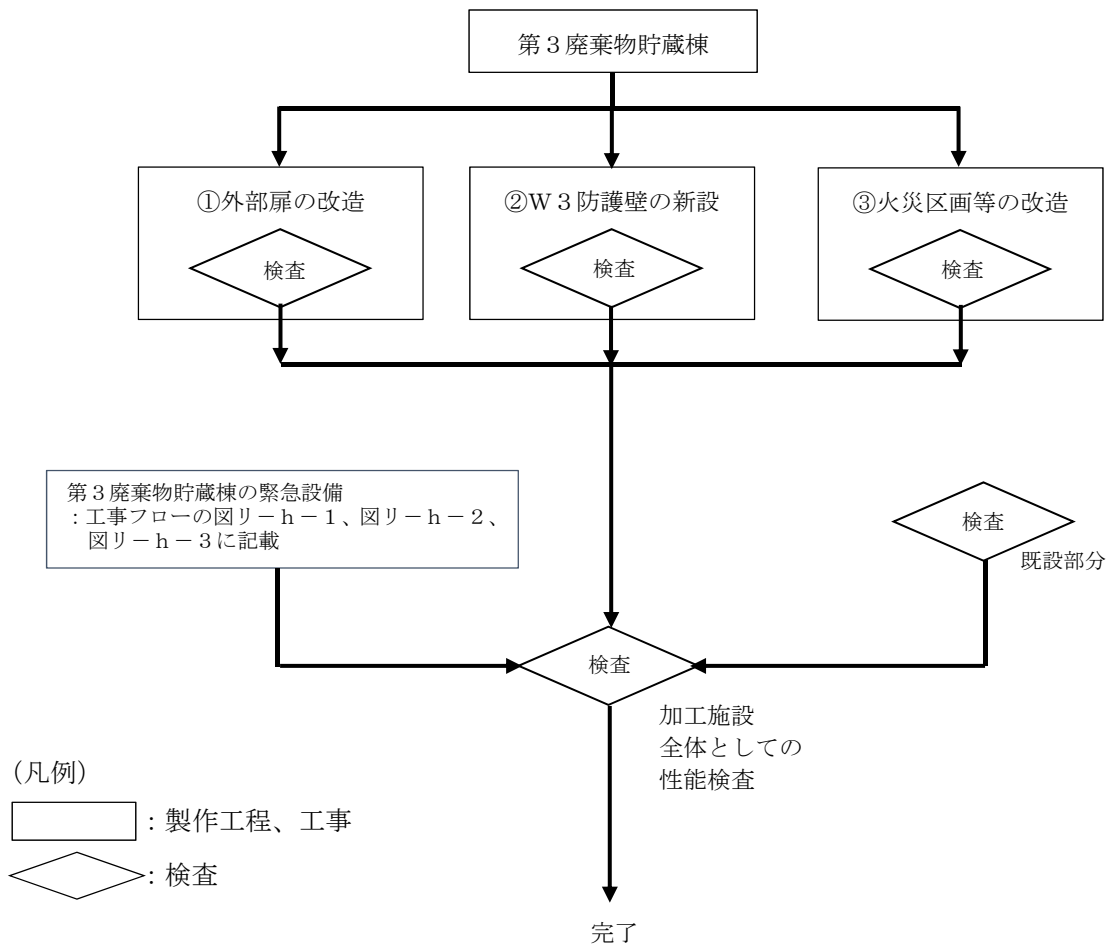 第3廃棄物貯蔵棟
①外部扉の改造
②W3防護壁の新設
③火災区画等の改造
検査
検査
検査
第3廃棄物貯蔵棟の緊急設備
：工事フローの図リ－h－1、図リ－h－2、
図リ－h－3に記載
検査
既設部分
検査
加工施設
全体としての
性能検査
(凡例)
：製作工程、工事
：検査
完了